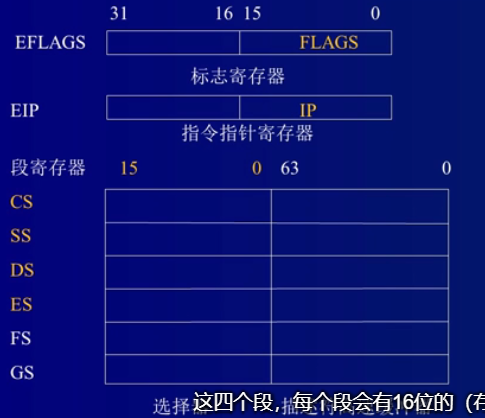 31 16 15 0
EFLAGS FLAGS
标志寄存器
EIP IP
指令指针寄存器
段寄存器 15 0 63 0
CS
SS
DS
ES
FS
GS
选择器
这四个段，每个段会有16位的（在